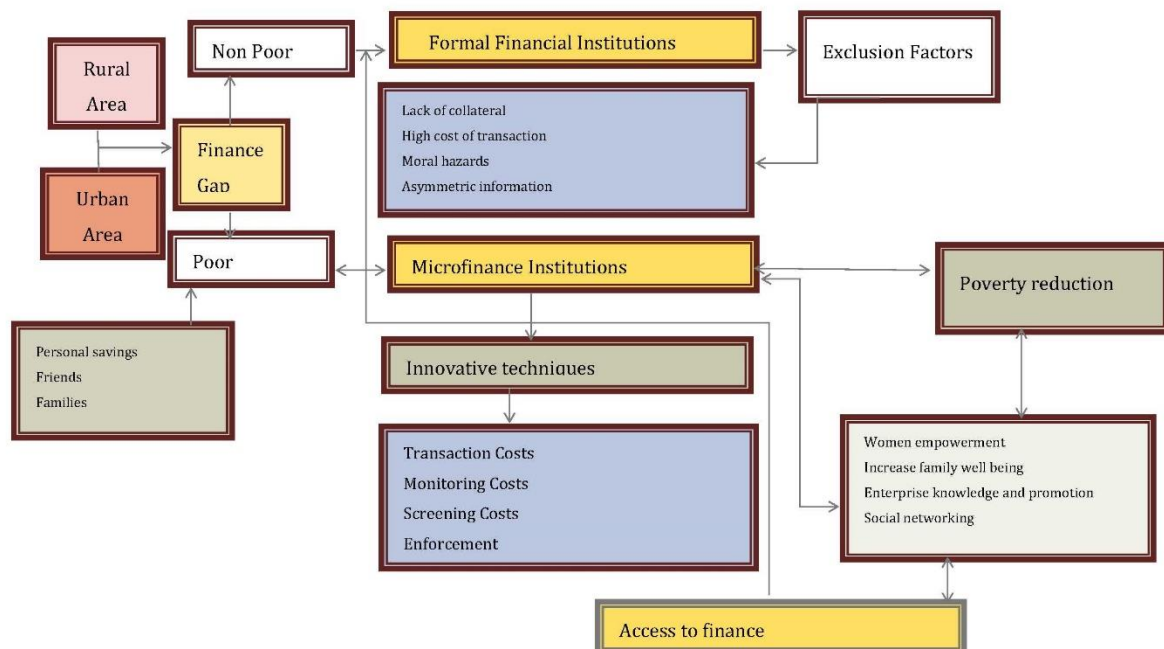 Rural
Area
Urban
Area
Finance
Gap
Non Poor
Poor
Personal savings
Friends
Families
Formal Financial Institutions
Exclusion Factors
Lack of collateral
High cost of transaction
Moral hazards
Asymmetric information
Microfinance Institutions
Innovative techniques
Transaction Costs
Monitoring Costs
Screening Costs
Enforcement
Poverty reduction
Women empowerment
Increase family well being
Enterprise knowledge and promotion
Social networking
Access to finance